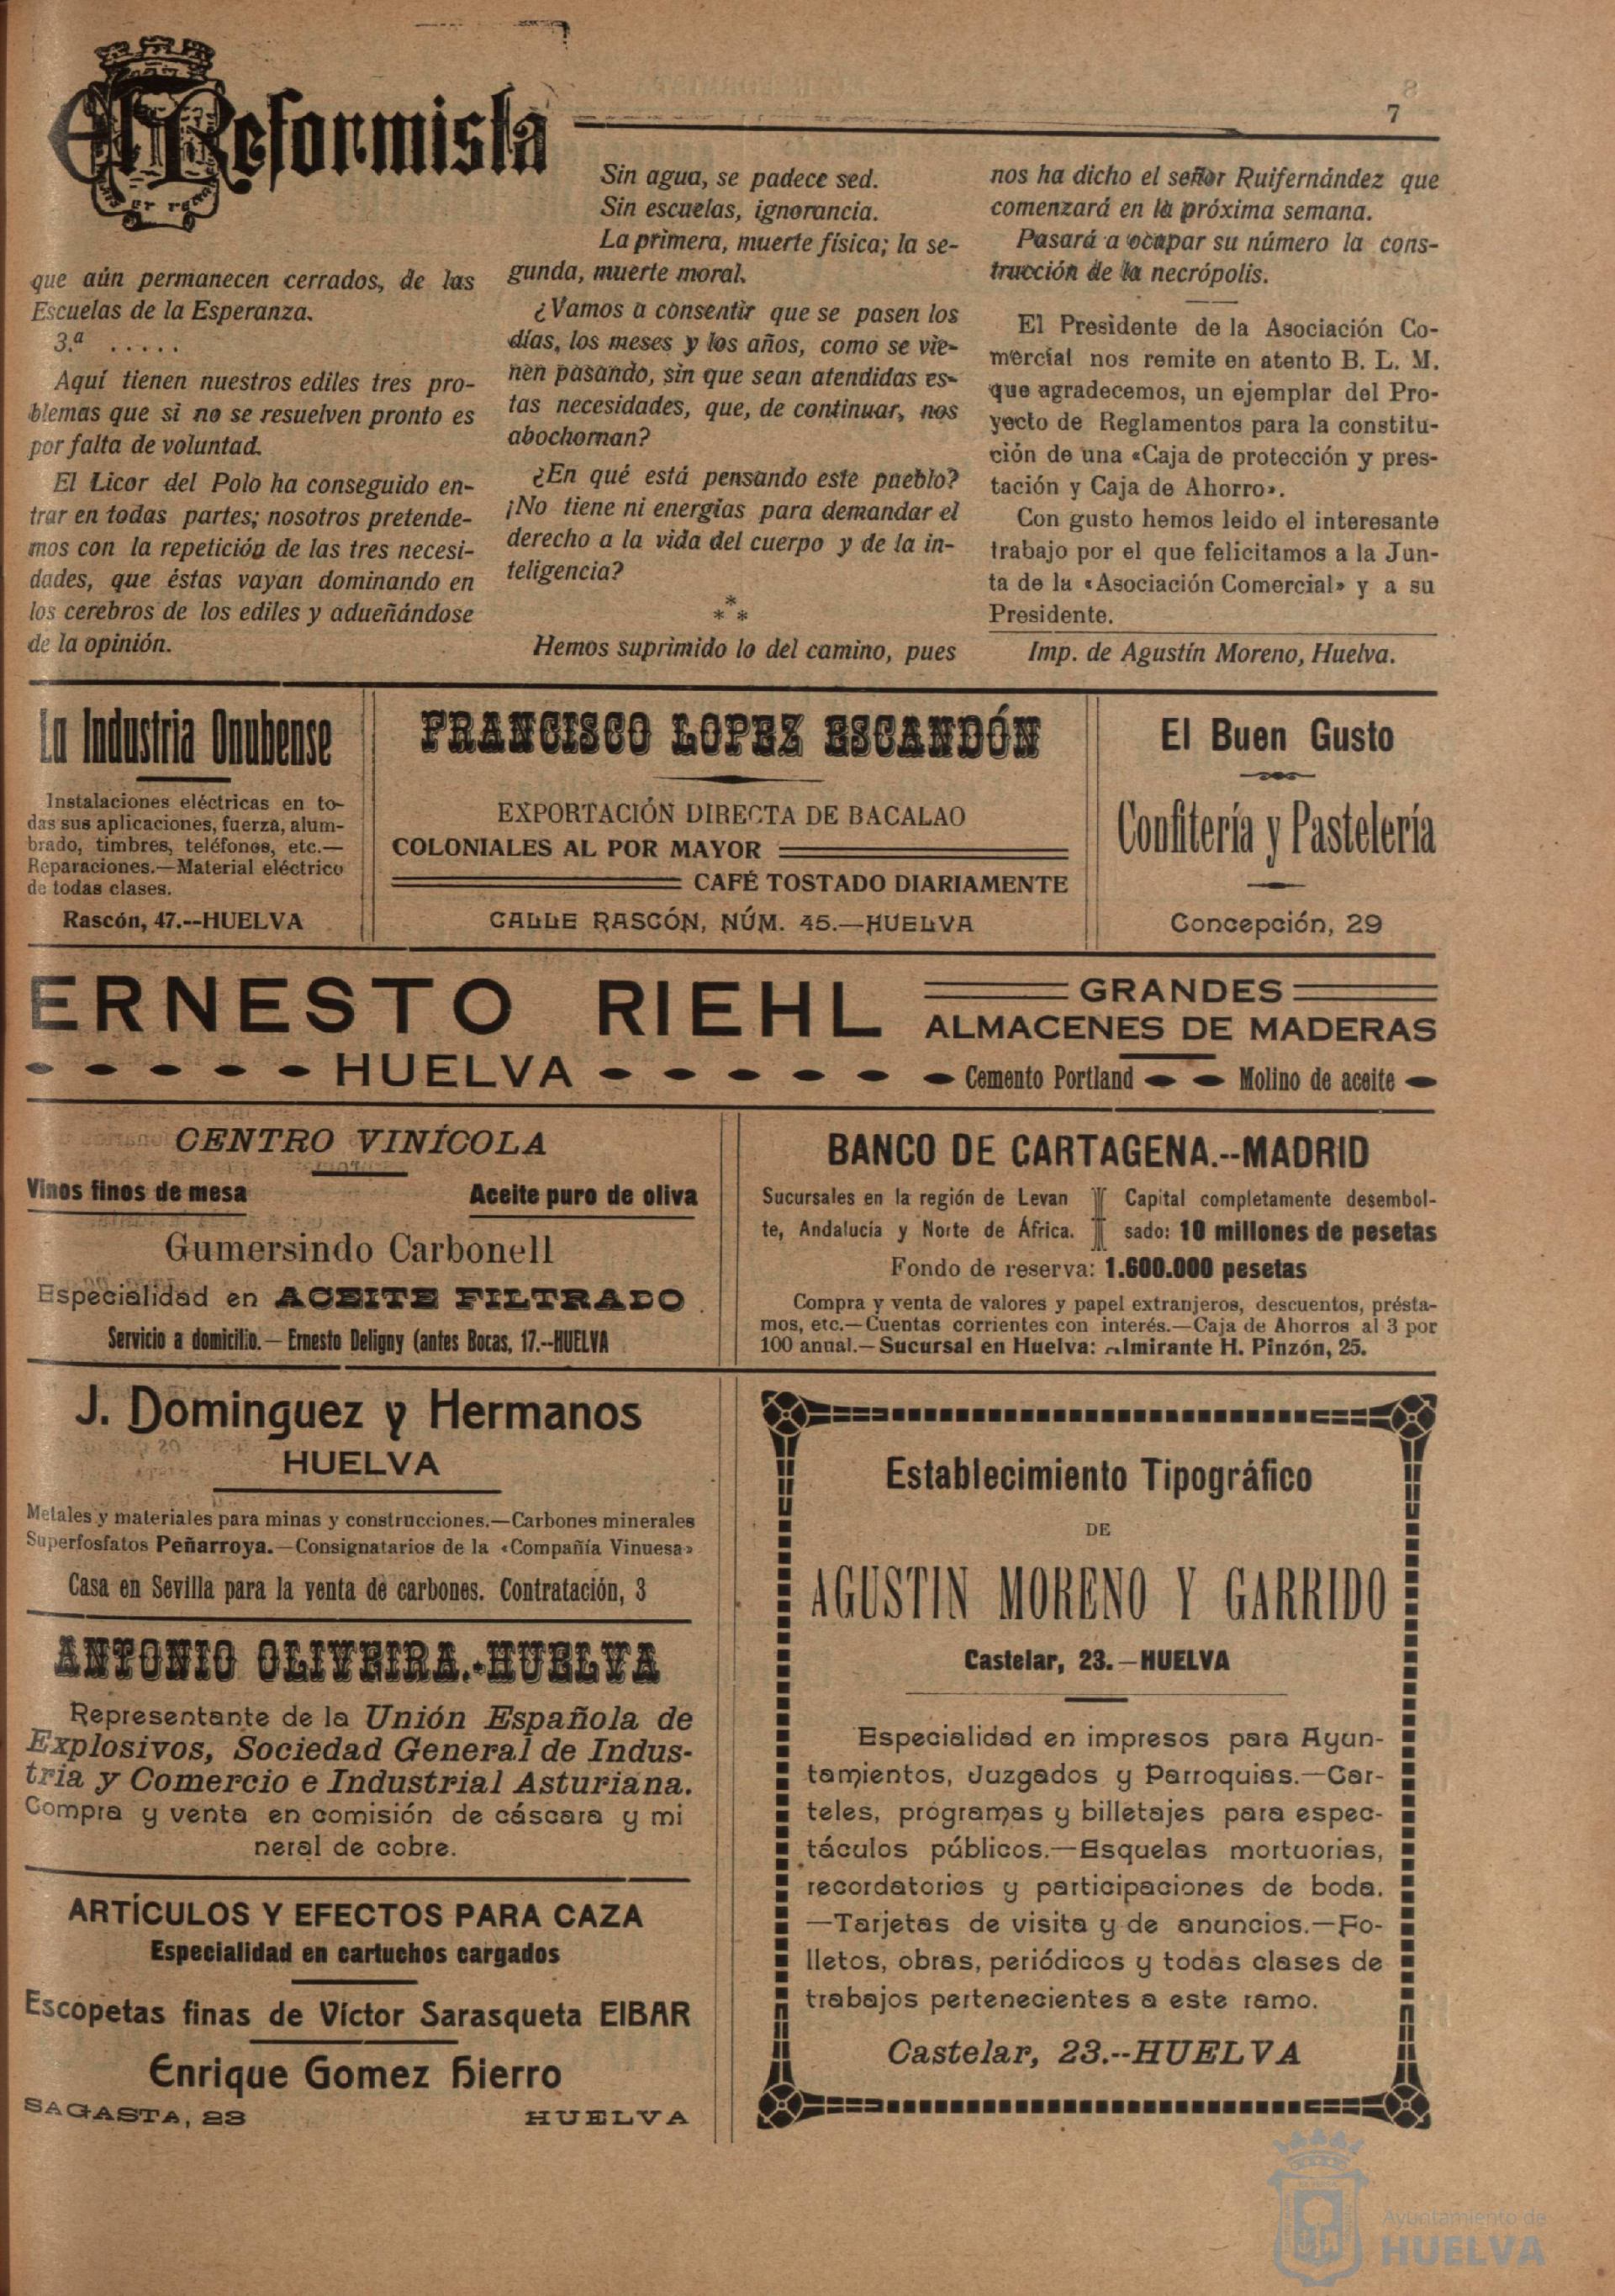 El Reformista
7
que aún permanecen cerrados, de las
Escuelas de la Esperanza.
3.ª .....
Aquí tienen nuestros ediles tres pro-
blemas que si no se resuelven pronto es
por falta de voluntad.
El Licor del Polo ha conseguido en-
trar en todas partes; nosotros pretende-
mos con la repetición de las tres necesi-
dades, que éstas vayan dominando en
los cerebros de los ediles y adueñándose
de la opinión.
Sin agua, se padece sed.
Sin escuelas, ignorancia.
La primera, muerte física; la se-
gunda, muerte moral.
¿Vamos a consentir que se pasen los
días, los meses y los años, como se vie-
nen pasando, sin que sean atendidas es-
tas necesidades, que, de continuar, nos
abochornan?
¿En qué está pensando este pueblo?
¡No tiene ni energías para demandar el
derecho a la vida del cuerpo y de la in-
teligencia?
***
Hemos suprimido lo del camino, pues
nos ha dicho el señor Ruifernández que
comenzará en la próxima semana.
Pasará a ocupar su número la cons-
trucción de la necrópolis.
El Presidente de la Asociación Co-
mercial nos remite en atento B. L. M.
que agradecemos, un ejemplar del Pro-
yecto de Reglamentos para la constitu-
ción de una «Caja de protección y pres-
tación y Caja de Ahorro».
Con gusto hemos leido el interesante
trabajo por el que felicitamos a la Jun-
ta de la «Asociación Comercial» y a su
Presidente.
Imp. de Agustín Moreno, Huelva.
La Industria Onubense
Instalaciones eléctricas en to-
das sus aplicaciones, fuerza, alum-
brado, timbres, teléfonos, etc.—
Reparaciones.—Material eléctrico
de todas clases.
Rascón, 47.--HUELVA
FRANCISCO LOPEZ ESCANDÓN
EXPORTACIÓN DIRECTA DE BACALAO
COLONIALES AL POR MAYOR
CAFÉ TOSTADO DIARIAMENTE
CALLE RASCÓN, NÚM. 45.—HUELVA
El Buen Gusto
Confitería y Pastelería
Concepción, 29
ERNESTO RIEHL
HUELVA
GRANDES
ALMACENES DE MADERAS
Cemento Portland Molino de aceite
CENTRO VINÍCOLA
Vinos finos de mesa Aceite puro de oliva
Gumersindo Carbonell
Especialidad en ACEITE FILTRADO
Servicio a domicilio.—Ernesto Deligny (antes Bocas, 17.--HUELVA
BANCO DE CARTAGENA.--MADRID
Sucursales en la región de Levan
te, Andalucía y Norte de África.
Capital completamente desembol-
sado: 10 millones de pesetas
Fondo de reserva: 1.600.000 pesetas
Compra y venta de valores y papel extranjeros, descuentos, présta-
mos, etc.—Cuentas corrientes con interés.—Caja de Ahorros al 3 por
100 anual.—Sucursal en Huelva: Almirante H. Pinzón, 25.
J. Dominguez y Hermanos
HUELVA
Metales y materiales para minas y construcciones.—Carbones minerales
Superfosfatos Peñarroya.—Consignatarios de la «Compañía Vinuesa»
Casa en Sevilla para la venta de carbones. Contratación, 3
ANTONIO OLIVEIRA.-HUELVA
Representante de la Unión Española de
Explosivos, Sociedad General de Indus-
tria y Comercio e Industrial Asturiana.
Compra y venta en comisión de cáscara y mi
neral de cobre.
ARTÍCULOS Y EFECTOS PARA CAZA
Especialidad en cartuchos cargados
Escopetas finas de Víctor Sarasqueta EIBAR
Enrique Gomez Hierro
SAGASTA, 23 HUELVA
Establecimiento Tipográfico
DE
AGUSTIN MORENO Y GARRIDO
Castelar, 23.—HUELVA
Especialidad en impresos para Ayun-
tamientos, Juzgados y Parroquias.—Car-
teles, programas y billetajes para espec-
táculos públicos.—Esquelas mortuorias,
recordatorios y participaciones de boda.
—Tarjetas de visita y de anuncios.—Fo-
lletos, obras, periódicos y todas clases de
trabajos pertenecientes a este ramo.
Castelar, 23.--HUELVA
Ayuntamiento de
HUELVA